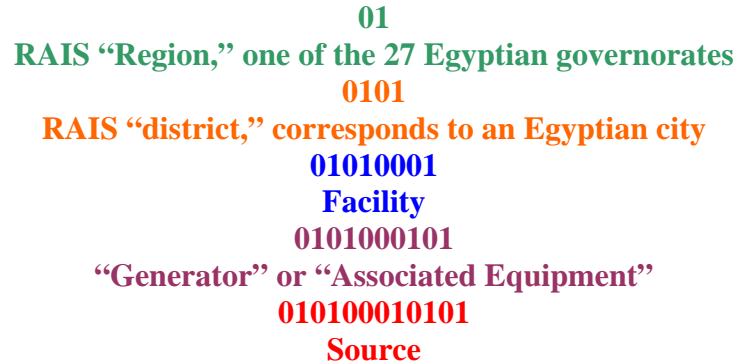 01
RAIS “Region,” one of the 27 Egyptian governorates
0101
RAIS “district,” corresponds to an Egyptian city
01010001
Facility
0101000101
“Generator” or “Associated Equipment”
010100010101
Source